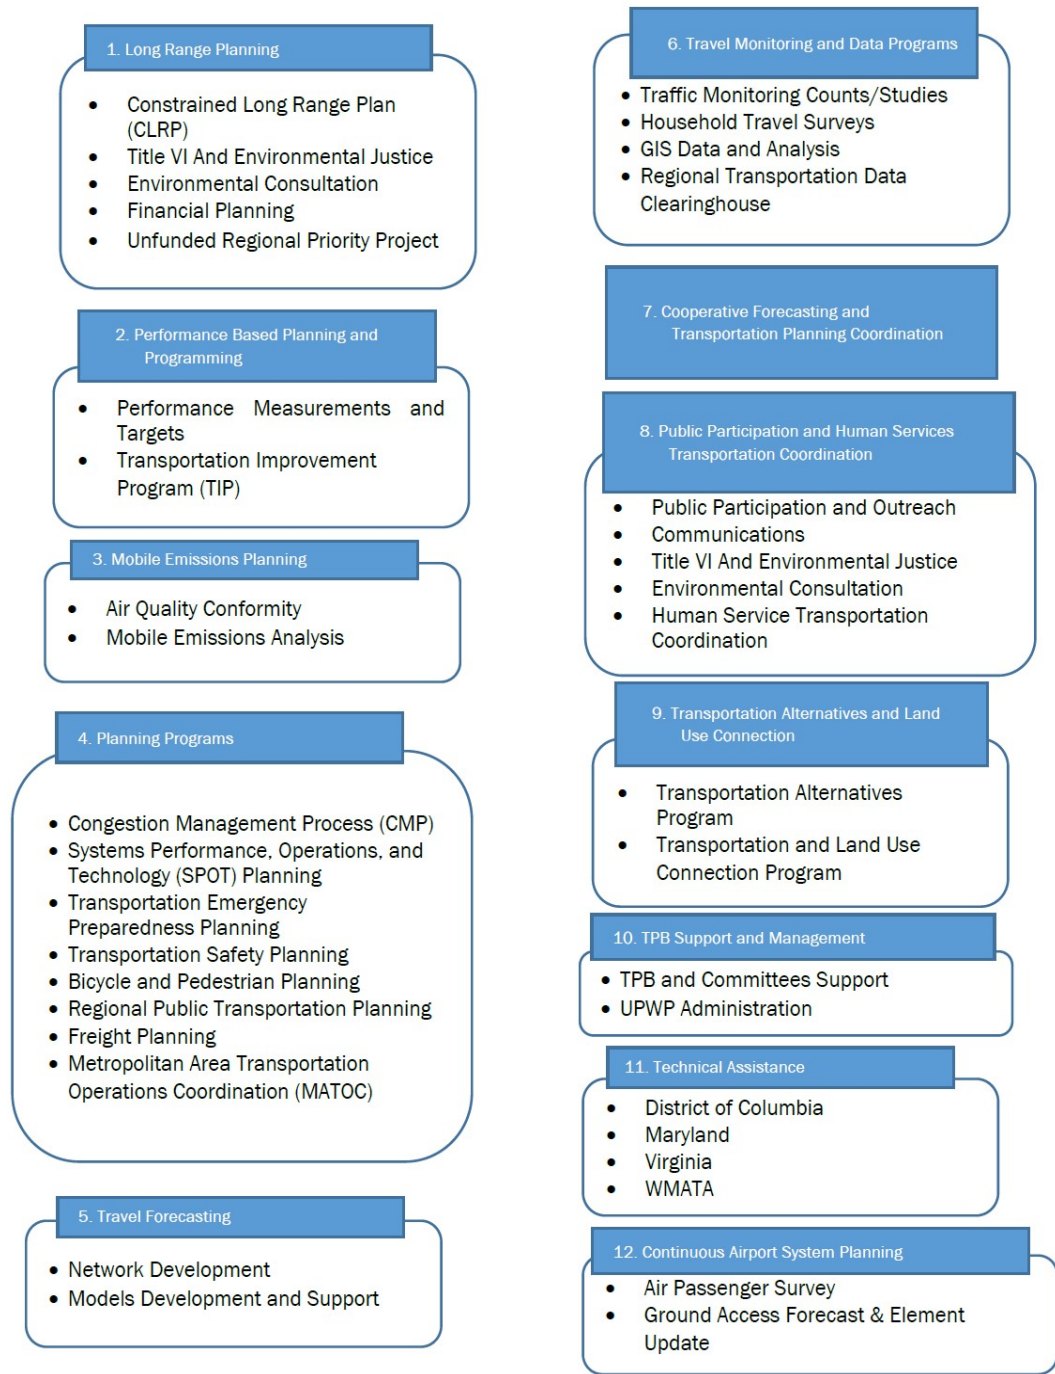 1. Long Range Planning
• Constrained Long Range Plan
(CLRP)
• Title VI And Environmental Justice
• Environmental Consultation
• Financial Planning
• Unfunded Regional Priority Project
2. Performance Based Planning and
Programming
• Performance Measurements and
Targets
• Transportation Improvement
Program (TIP)
3. Mobile Emissions Planning
• Air Quality Conformity
• Mobile Emissions Analysis
4. Planning Programs
• Congestion Management Process (CMP)
• Systems Performance, Operations, and
Technology (SPOT) Planning
• Transportation Emergency
Preparedness Planning
• Transportation Safety Planning
• Bicycle and Pedestrian Planning
• Regional Public Transportation Planning
• Freight Planning
• Metropolitan Area Transportation
Operations Coordination (MATOC)
5. Travel Forecasting
• Network Development
• Models Development and Support
6. Travel Monitoring and Data Programs
• Traffic Monitoring Counts/Studies
• Household Travel Surveys
• GIS Data and Analysis
• Regional Transportation Data
Clearinghouse
7. Cooperative Forecasting and
Transportation Planning Coordination
8. Public Participation and Human Services
Transportation Coordination
• Public Participation and Outreach
• Communications
• Title VI And Environmental Justice
• Environmental Consultation
• Human Service Transportation
Coordination
9. Transportation Alternatives and Land
Use Connection
• Transportation Alternatives
Program
• Transportation and Land Use
Connection Program
10. TPB Support and Management
• TPB and Committees Support
• UPWP Administration
11. Technical Assistance
• District of Columbia
• Maryland
• Virginia
• WMATA
12. Continuous Airport System Planning
• Air Passenger Survey
• Ground Access Forecast & Element
Update